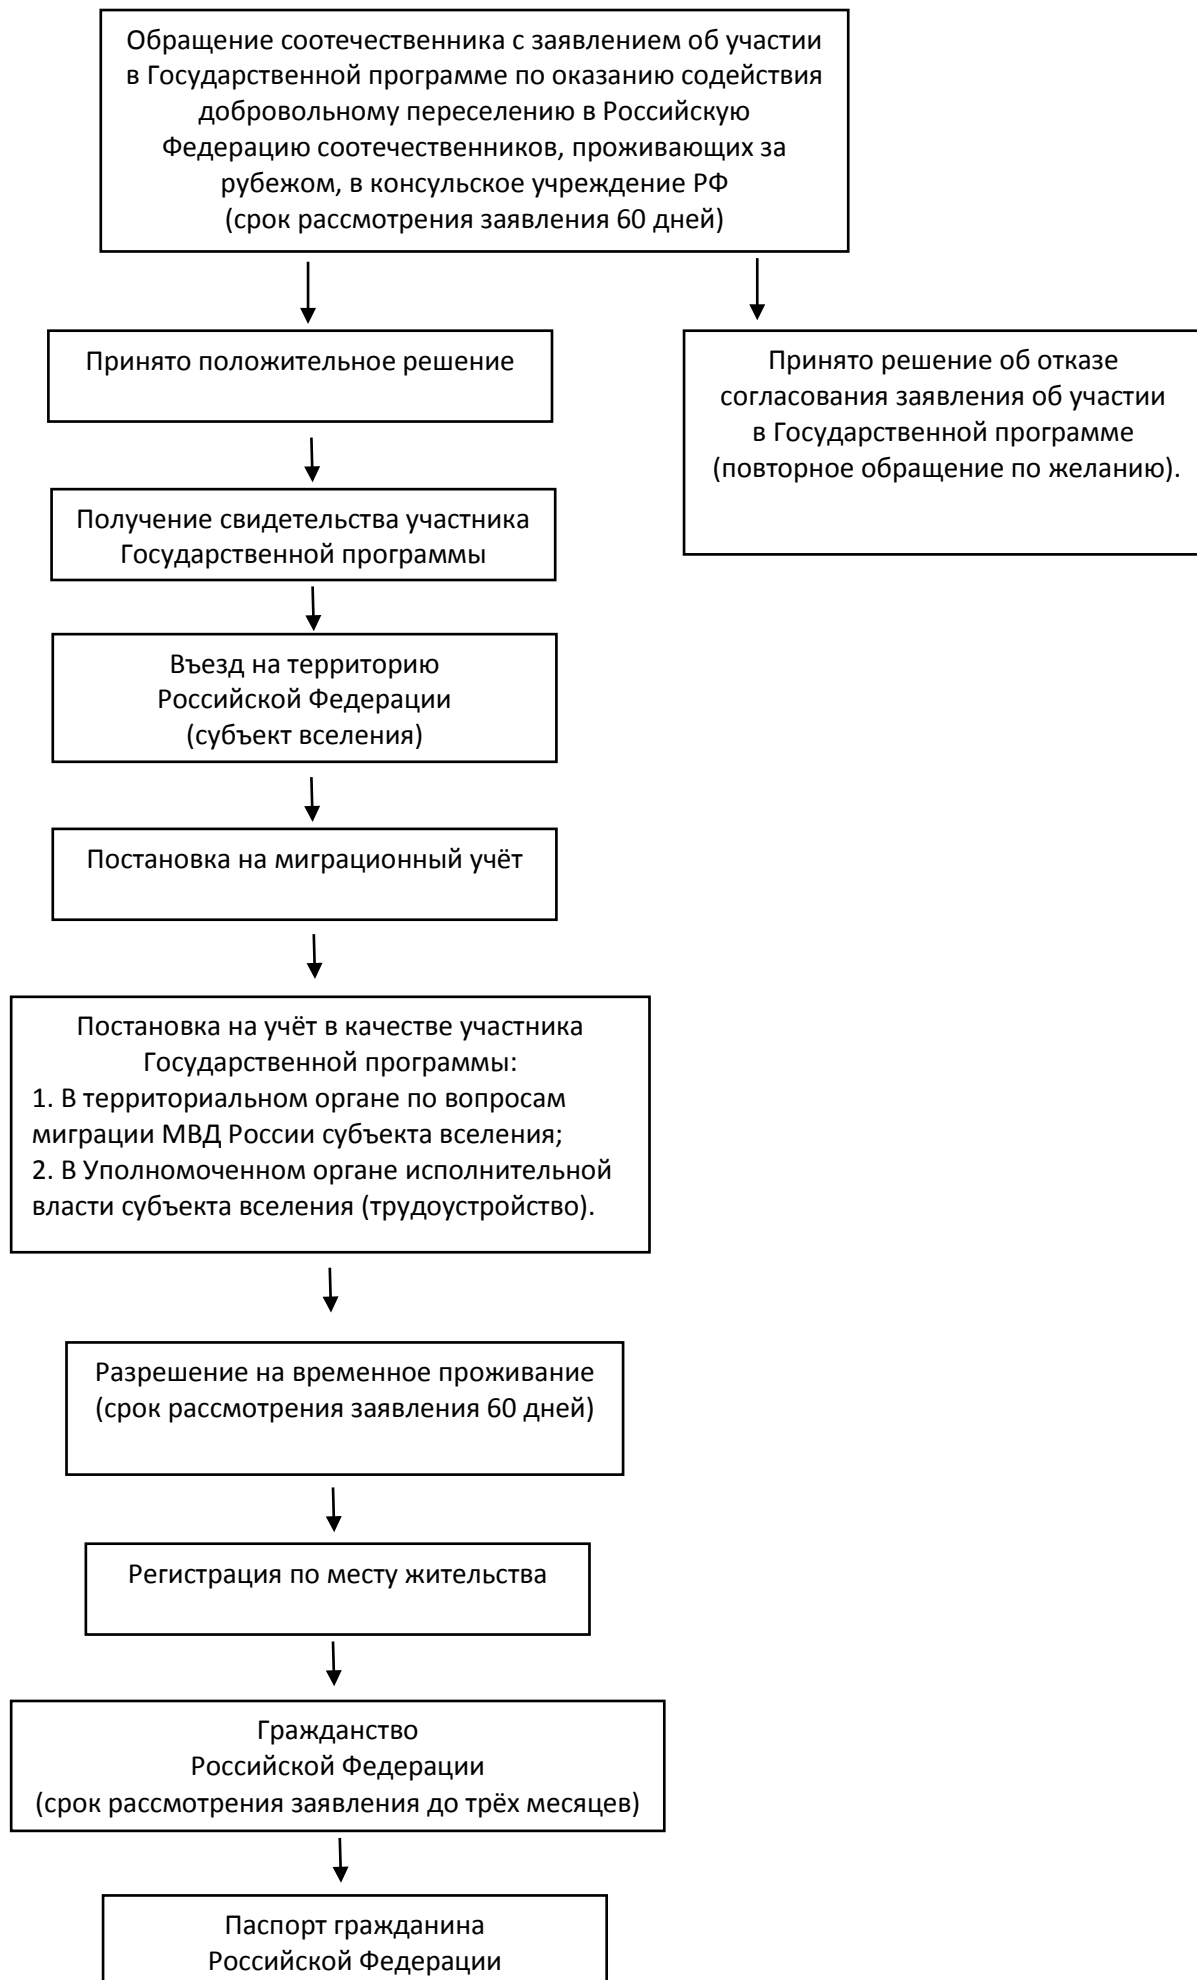 Обращение соотечественника с заявлением об участии
в Государственной программе по оказанию содействия
добровольному переселению в Российскую
Федерацию соотечественников, проживающих за
рубежом, в консульское учреждение РФ
(срок рассмотрения заявления 60 дней)
Принято положительное решение
Принято решение об отказе
согласования заявления об участии
в Государственной программе
(повторное обращение по желанию).
Получение свидетельства участника
Государственной программы
Въезд на территорию
Российской Федерации
(субъект вселения)
Постановка на миграционный учёт
Постановка на учёт в качестве участника
Государственной программы:
1. В территориальном органе по вопросам
миграции МВД России субъекта вселения;
2. В Уполномоченном органе исполнительной
власти субъекта вселения (трудоустройство).
Разрешение на временное проживание
(срок рассмотрения заявления 60 дней)
Регистрация по месту жительства
Гражданство
Российской Федерации
(срок рассмотрения заявления до трёх месяцев)
Паспорт гражданина
Российской Федерации